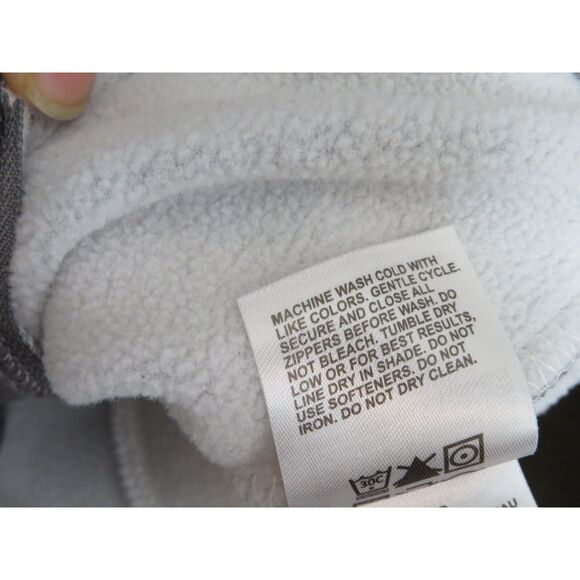 MACHINE WASH COLD WITH
LIKE COLORS. GENTLE CYCLE.
SECURE AND CLOSE ALL
ZIPPERS BEFORE WASH. DO
NOT BLEACH. TUMBLE DRY
LOW OR FOR BEST RESULTS,
LINE DRY IN SHADE. DO NOT
USE SOFTENERS. DO NOT
IRON. DO NOT DRY CLEAN.
30C